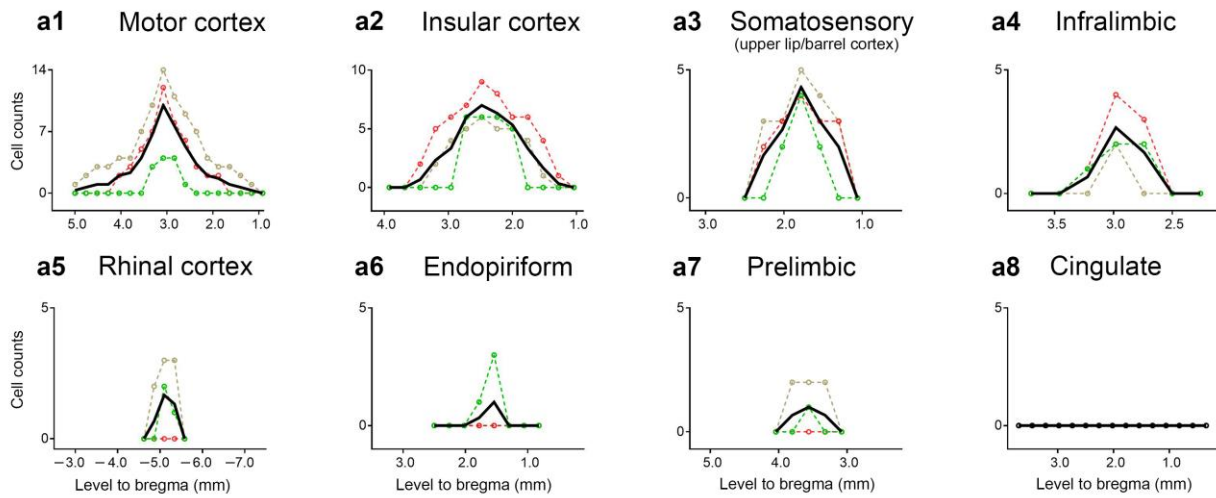 a1 Motor cortex
a2 Insular cortex
a3 Somatosensory
(upper lip/barrel cortex)
a4 Infralimbic
Cell counts
14
7
0
5.0 4.0 3.0 2.0 1.0
10
5
0
4.0 3.0 2.0 1.0
5
0
3.0 2.0 1.0
5
0
3.5 3.0 2.5
a5 Rhinal cortex
a6 Endopiriform
a7 Prelimbic
a8 Cingulate
Cell counts
5
0
−3.0 −4.0 −5.0 −6.0 −7.0
Level to bregma (mm)
5
0
3.0 2.0 1.0
Level to bregma (mm)
5
0
5.0 4.0 3.0
Level to bregma (mm)
5
0
3.0 2.0 1.0
Level to bregma (mm)